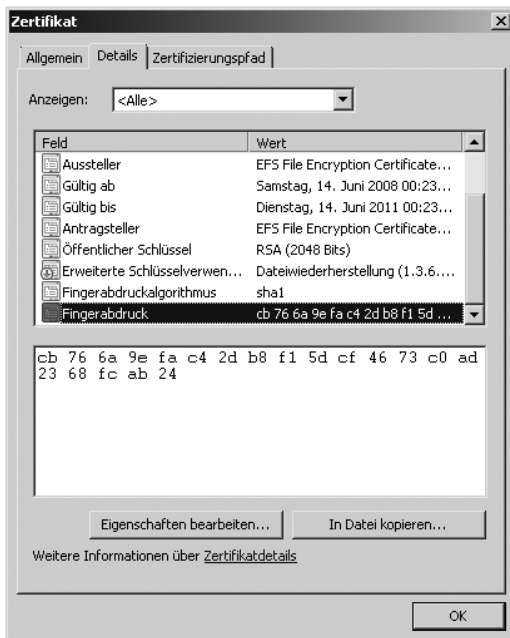 Zertifikat
Allgemein Details Zertifizierungspfad
Anzeigen: <Alle>
Feld Wert
Aussteller EFS File Encryption Certificate...
Gültig ab Samstag, 14. Juni 2008 00:23...
Gültig bis Dienstag, 14. Juni 2011 00:23...
Antragsteller EFS File Encryption Certificate...
Öffentlicher Schlüssel RSA (2048 Bits)
Erweiterte Schlüsselverwen... Dateiwiederherstellung (1.3.6....
Fingerabdruckalgorithmus sha1
Fingerabdruck cb 76 6a 9e fa c4 2d b8 f1 5d ...
cb 76 6a 9e fa c4 2d b8 f1 5d cf 46 73 c0 ad
23 68 fc ab 24
Eigenschaften bearbeiten... In Datei kopieren...
Weitere Informationen über Zertifikatdetails
OK